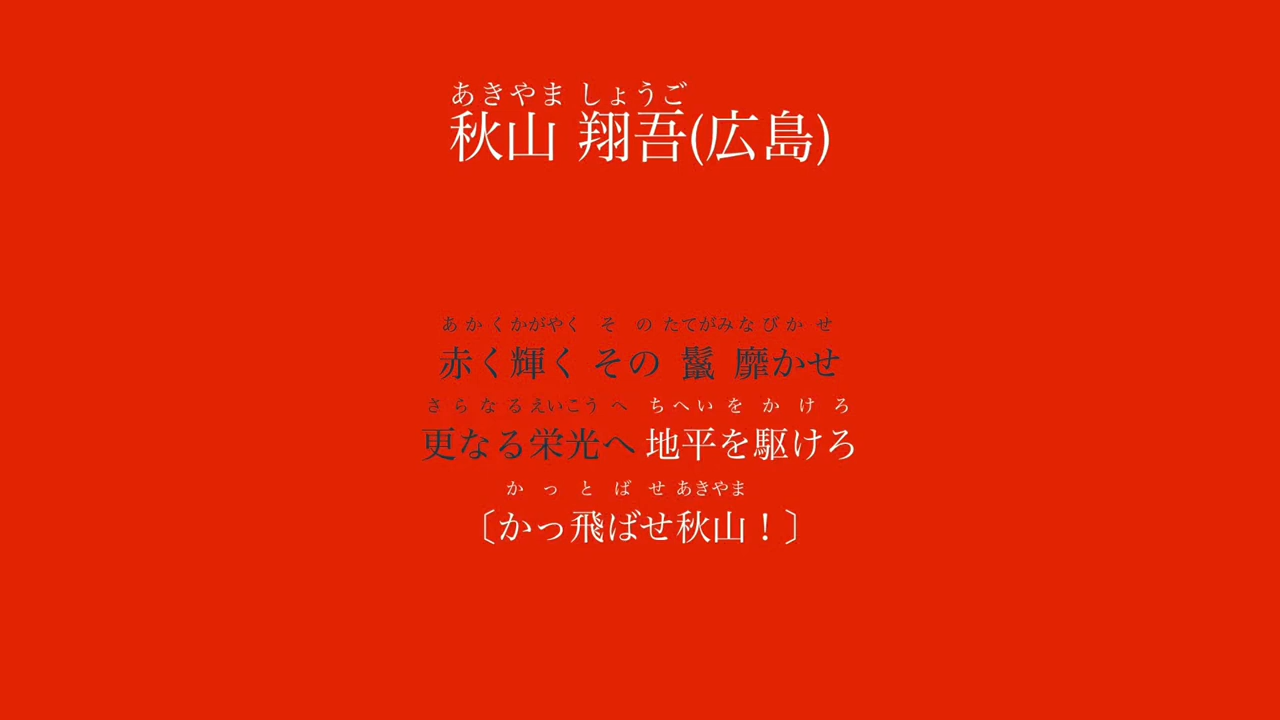 あきやま しょうご
秋山 翔吾(広島)
あかくかがやく そ の たてがみなびかせ
赤く輝く その 鬣 靡かせ
さらなるえいこうへ ちへいをかけろ
更なる栄光へ 地平を駆けろ
かっとばせ あきやま
〔かっ飛ばせ秋山！〕